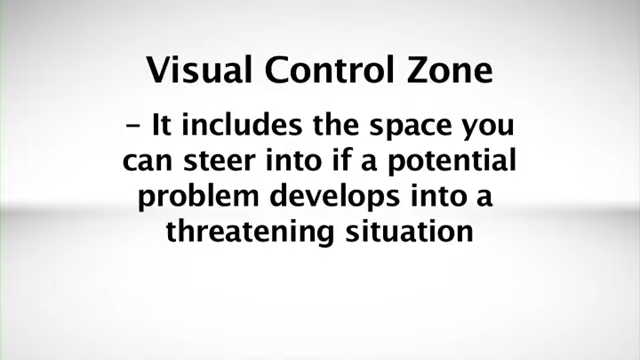 Visual Control Zone
– It includes the space you
can steer into if a potential
problem develops into a
threatening situation